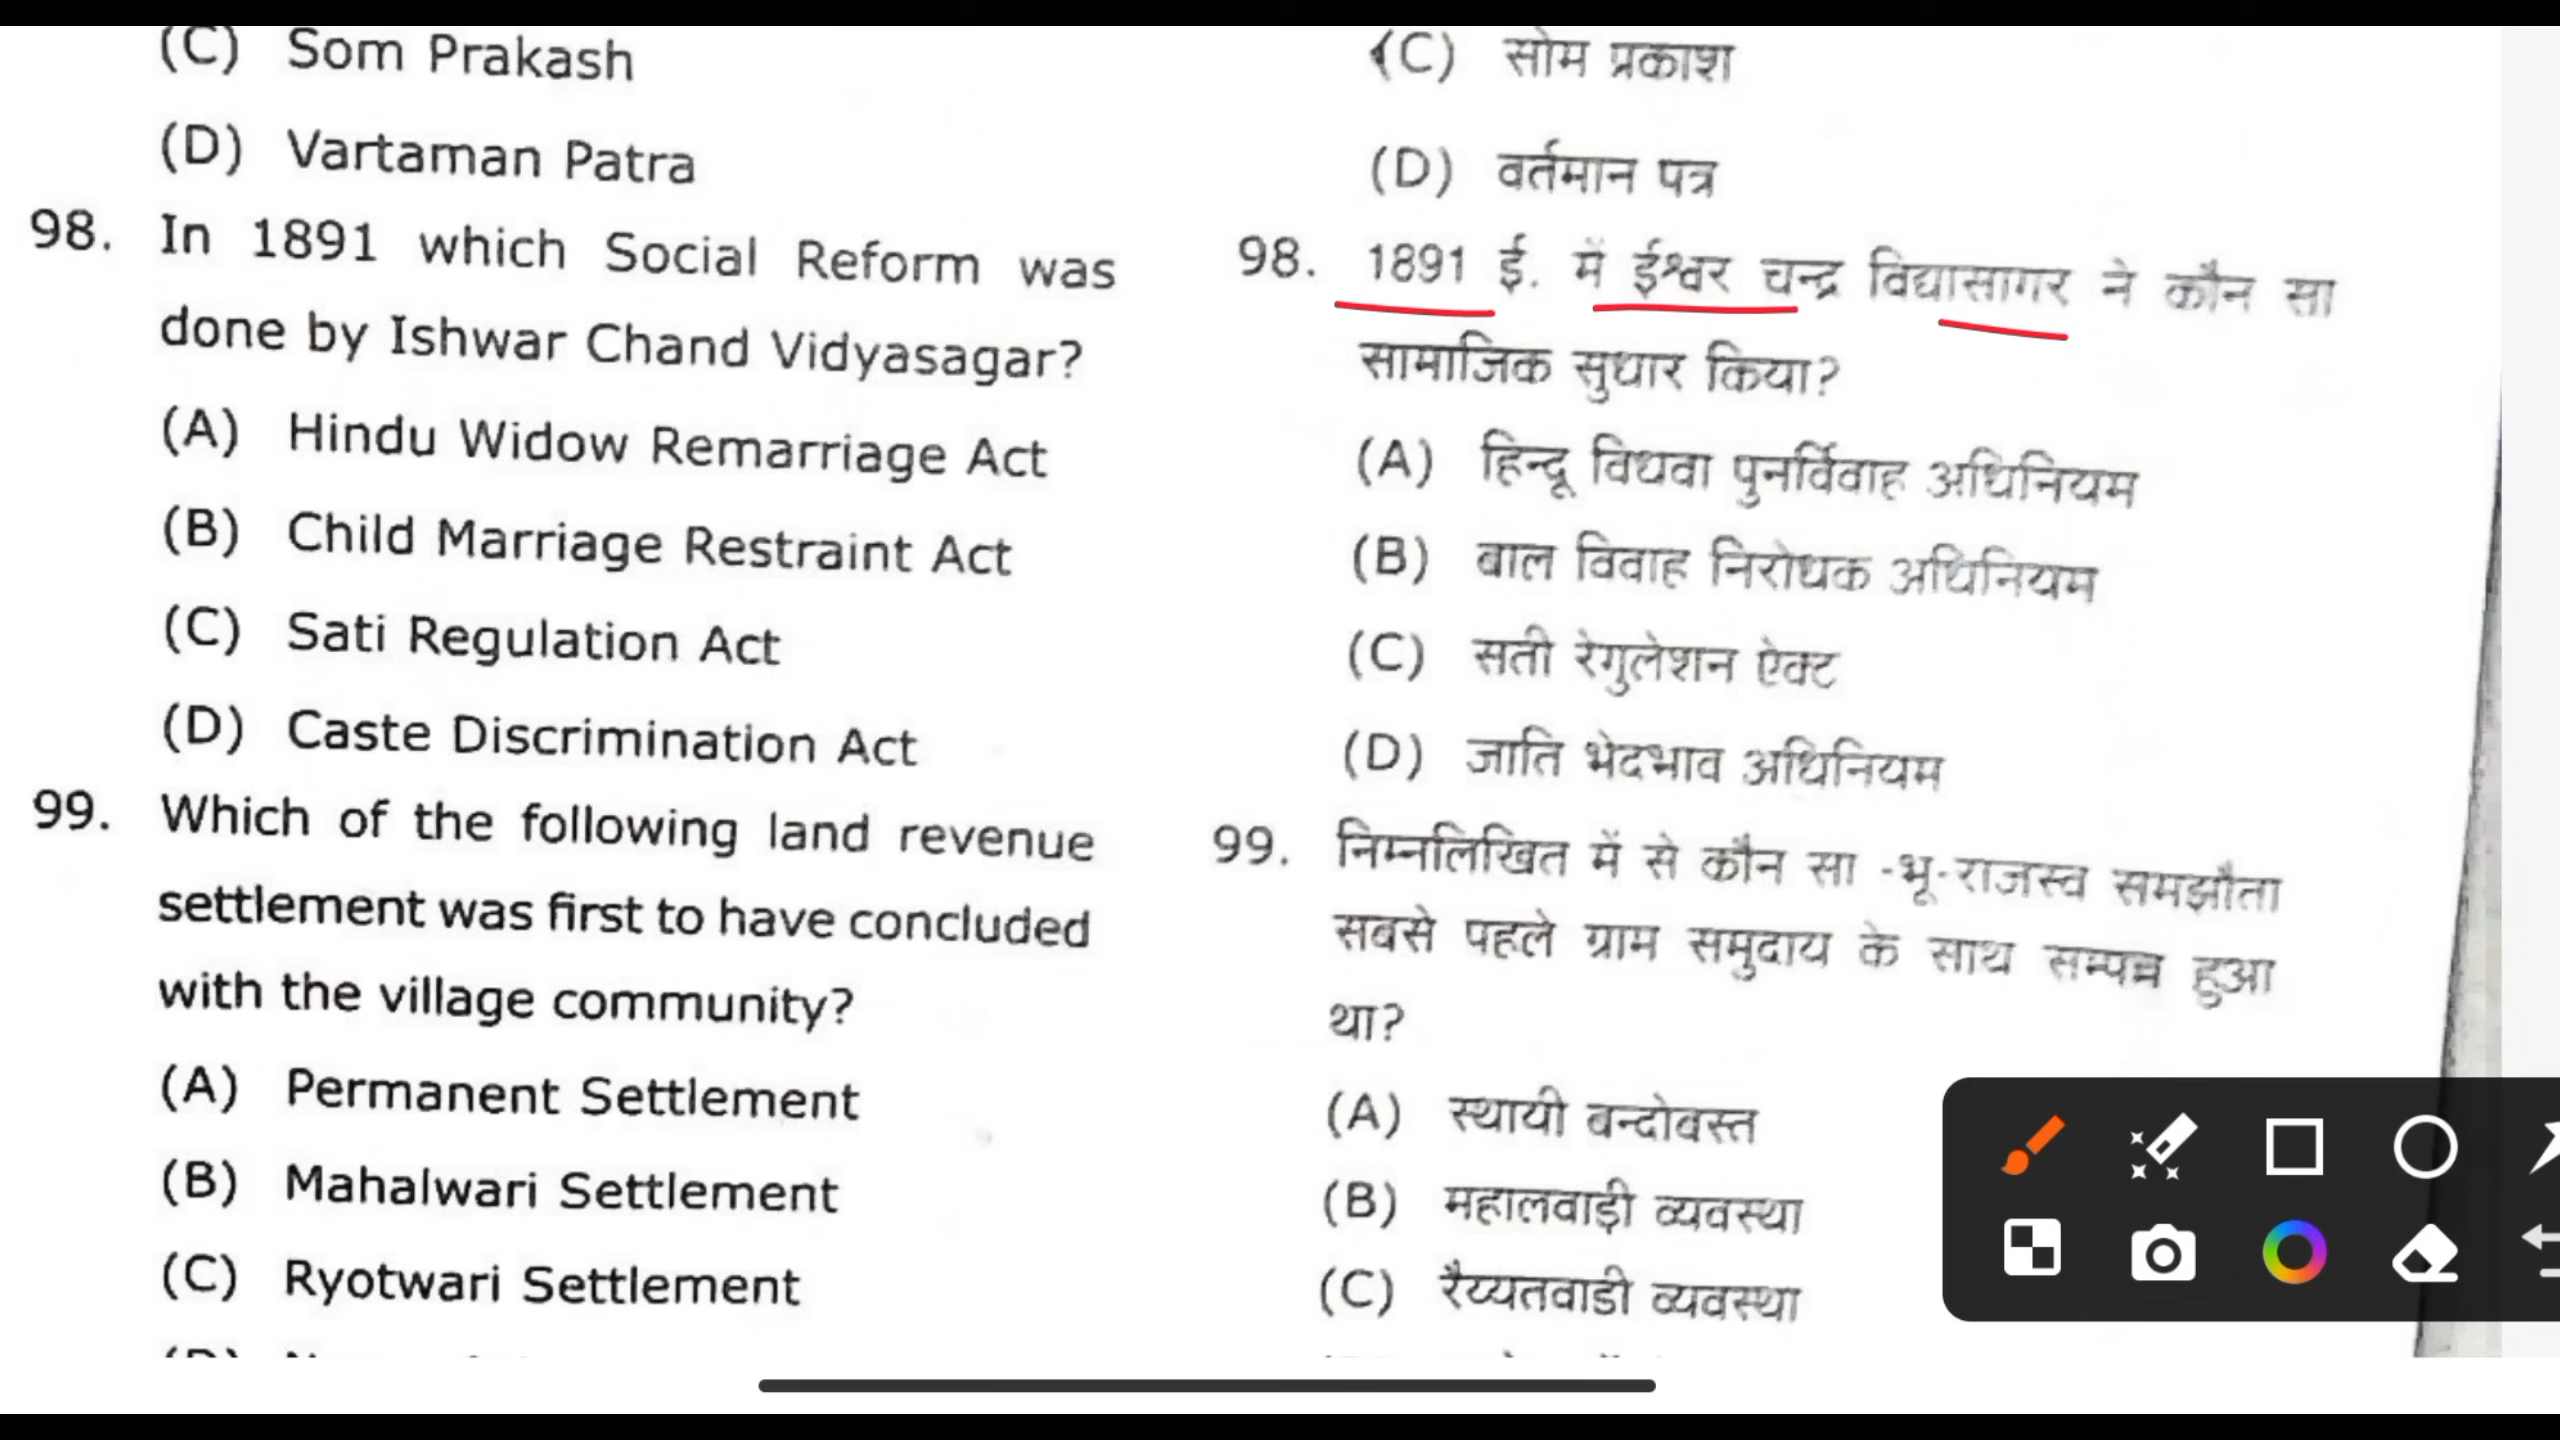 (C) Som Prakash
(D) Vartaman Patra
98. In 1891 which Social Reform was
done by Ishwar Chand Vidyasagar?
(A) Hindu Widow Remarriage Act
(B) Child Marriage Restraint Act
(C) Sati Regulation Act
(D) Caste Discrimination Act
99. Which of the following land revenue
settlement was first to have concluded
with the village community?
(A) Permanent Settlement
(B) Mahalwari Settlement
(C) Ryotwari Settlement
(C) सोम प्रकाश
(D) वर्तमान पत्र
98. 1891 ई. में ईश्वर चन्द्र विद्यासागर ने कौन सा
सामाजिक सुधार किया?
(A) हिन्दू विधवा पुनर्विवाह अधिनियम
(B) बाल विवाह निरोधक अधिनियम
(C) सती रेगुलेशन ऐक्ट
(D) जाति भेदभाव अधिनियम
99. निम्नलिखित में से कौन सा -भू-राजस्व समझौता
सबसे पहले ग्राम समुदाय के साथ सम्पन्न हुआ
था?
(A) स्थायी बन्दोबस्त
(B) महालवाड़ी व्यवस्था
(C) रैय्यतवाडी व्यवस्था